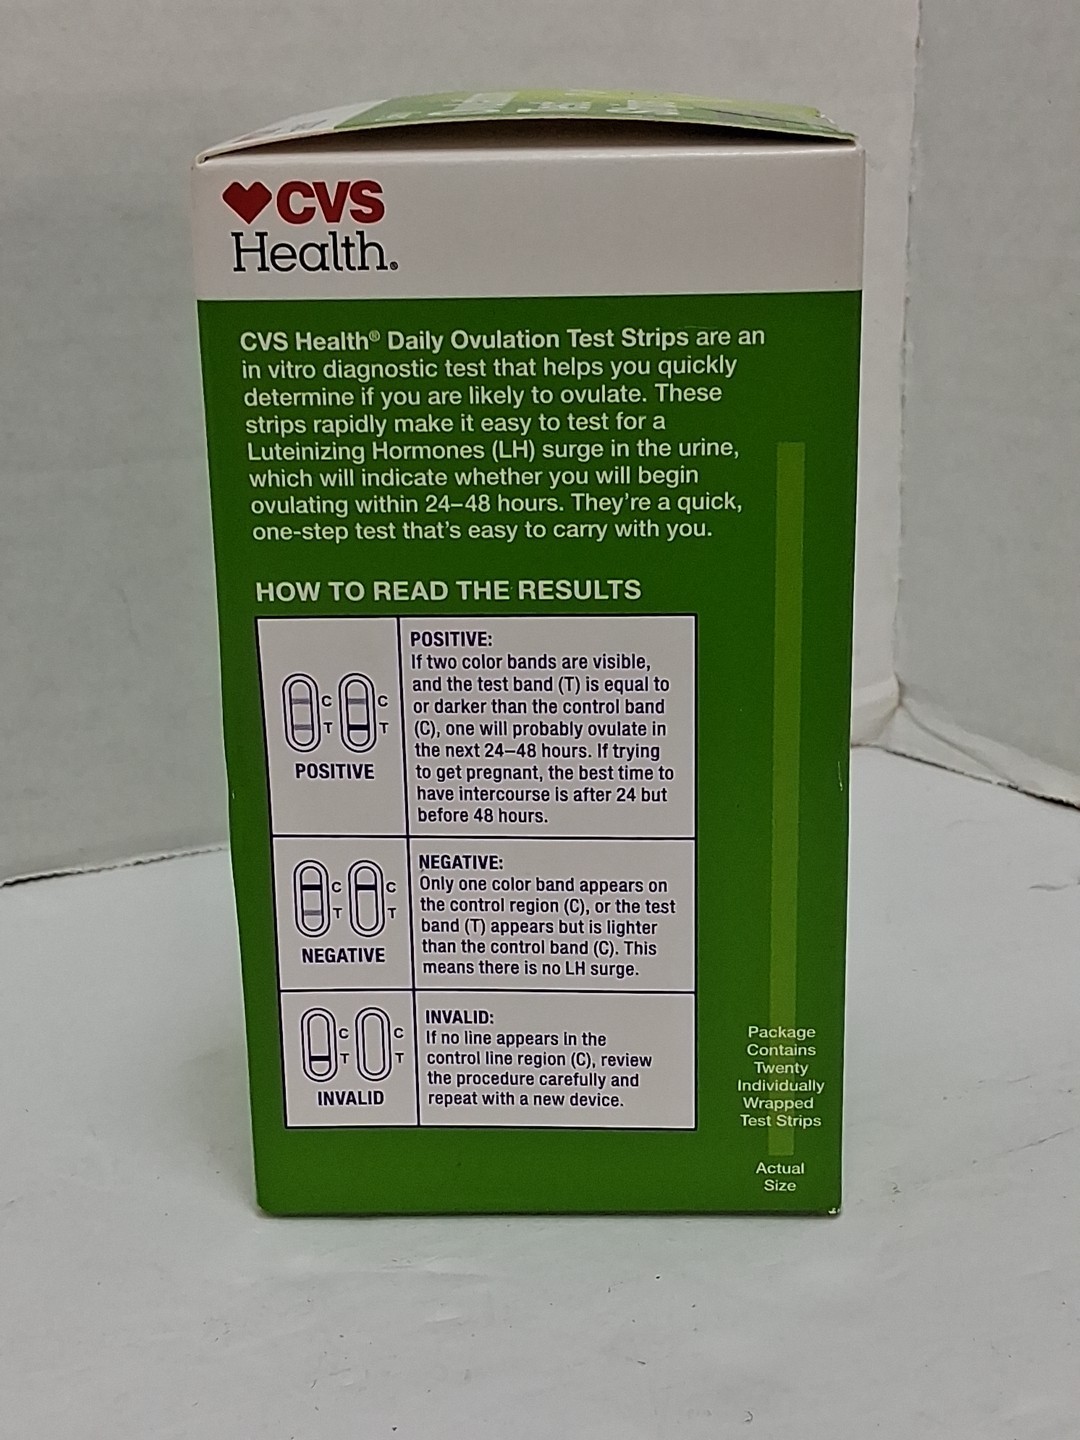 CVS
Health®
CVS Health® Daily Ovulation Test Strips are an
in vitro diagnostic test that helps you quickly
determine if you are likely to ovulate. These
strips rapidly make it easy to test for a
Luteinizing Hormones (LH) surge in the urine,
which will indicate whether you will begin
ovulating within 24–48 hours. They're a quick,
one-step test that's easy to carry with you.
HOW TO READ THE RESULTS
C C
T T
POSITIVE
POSITIVE:
If two color bands are visible,
and the test band (T) is equal to
or darker than the control band
(C), one will probably ovulate in
the next 24–48 hours. If trying
to get pregnant, the best time to
have intercourse is after 24 but
before 48 hours.
C C
T T
NEGATIVE
NEGATIVE:
Only one color band appears on
the control region (C), or the test
band (T) appears but is lighter
than the control band (C). This
means there is no LH surge.
C C
T T
INVALID
INVALID:
If no line appears in the
control line region (C), review
the procedure carefully and
repeat with a new device.
Package
Contains
Twenty
Individually
Wrapped
Test Strips
Actual
Size